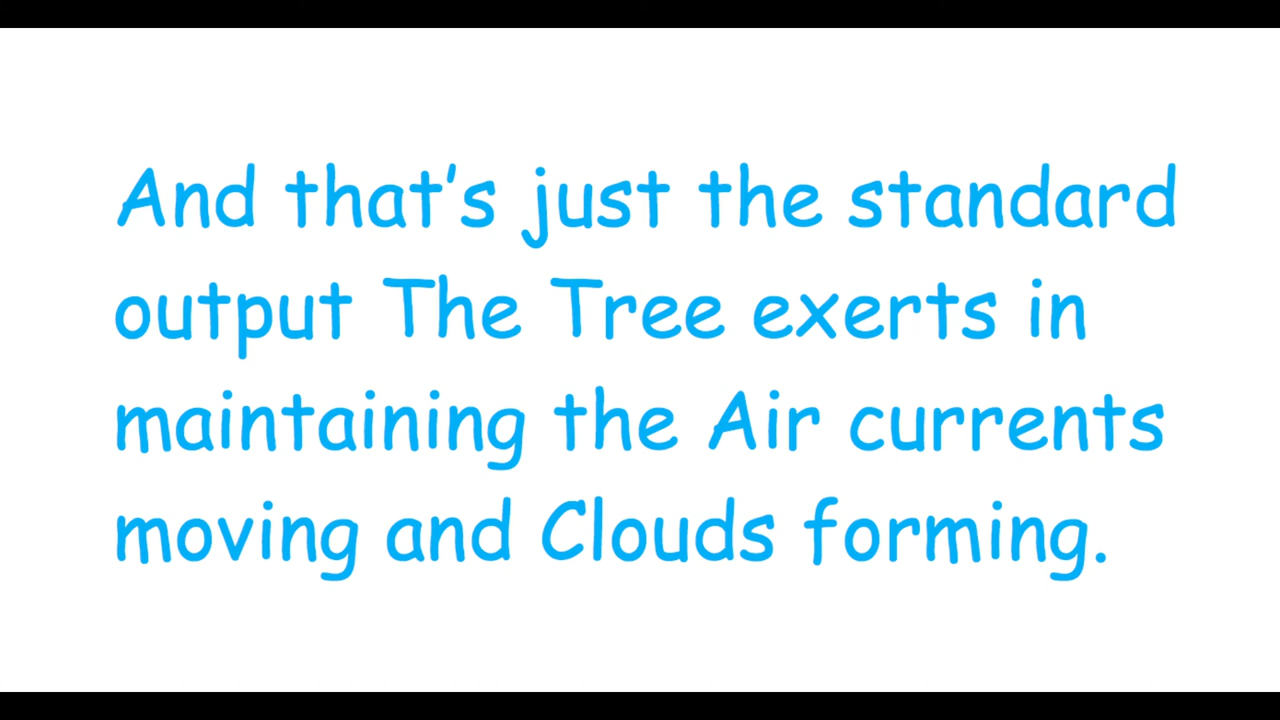 And that’s just the standard
output The Tree exerts in
maintaining the Air currents
moving and Clouds forming.